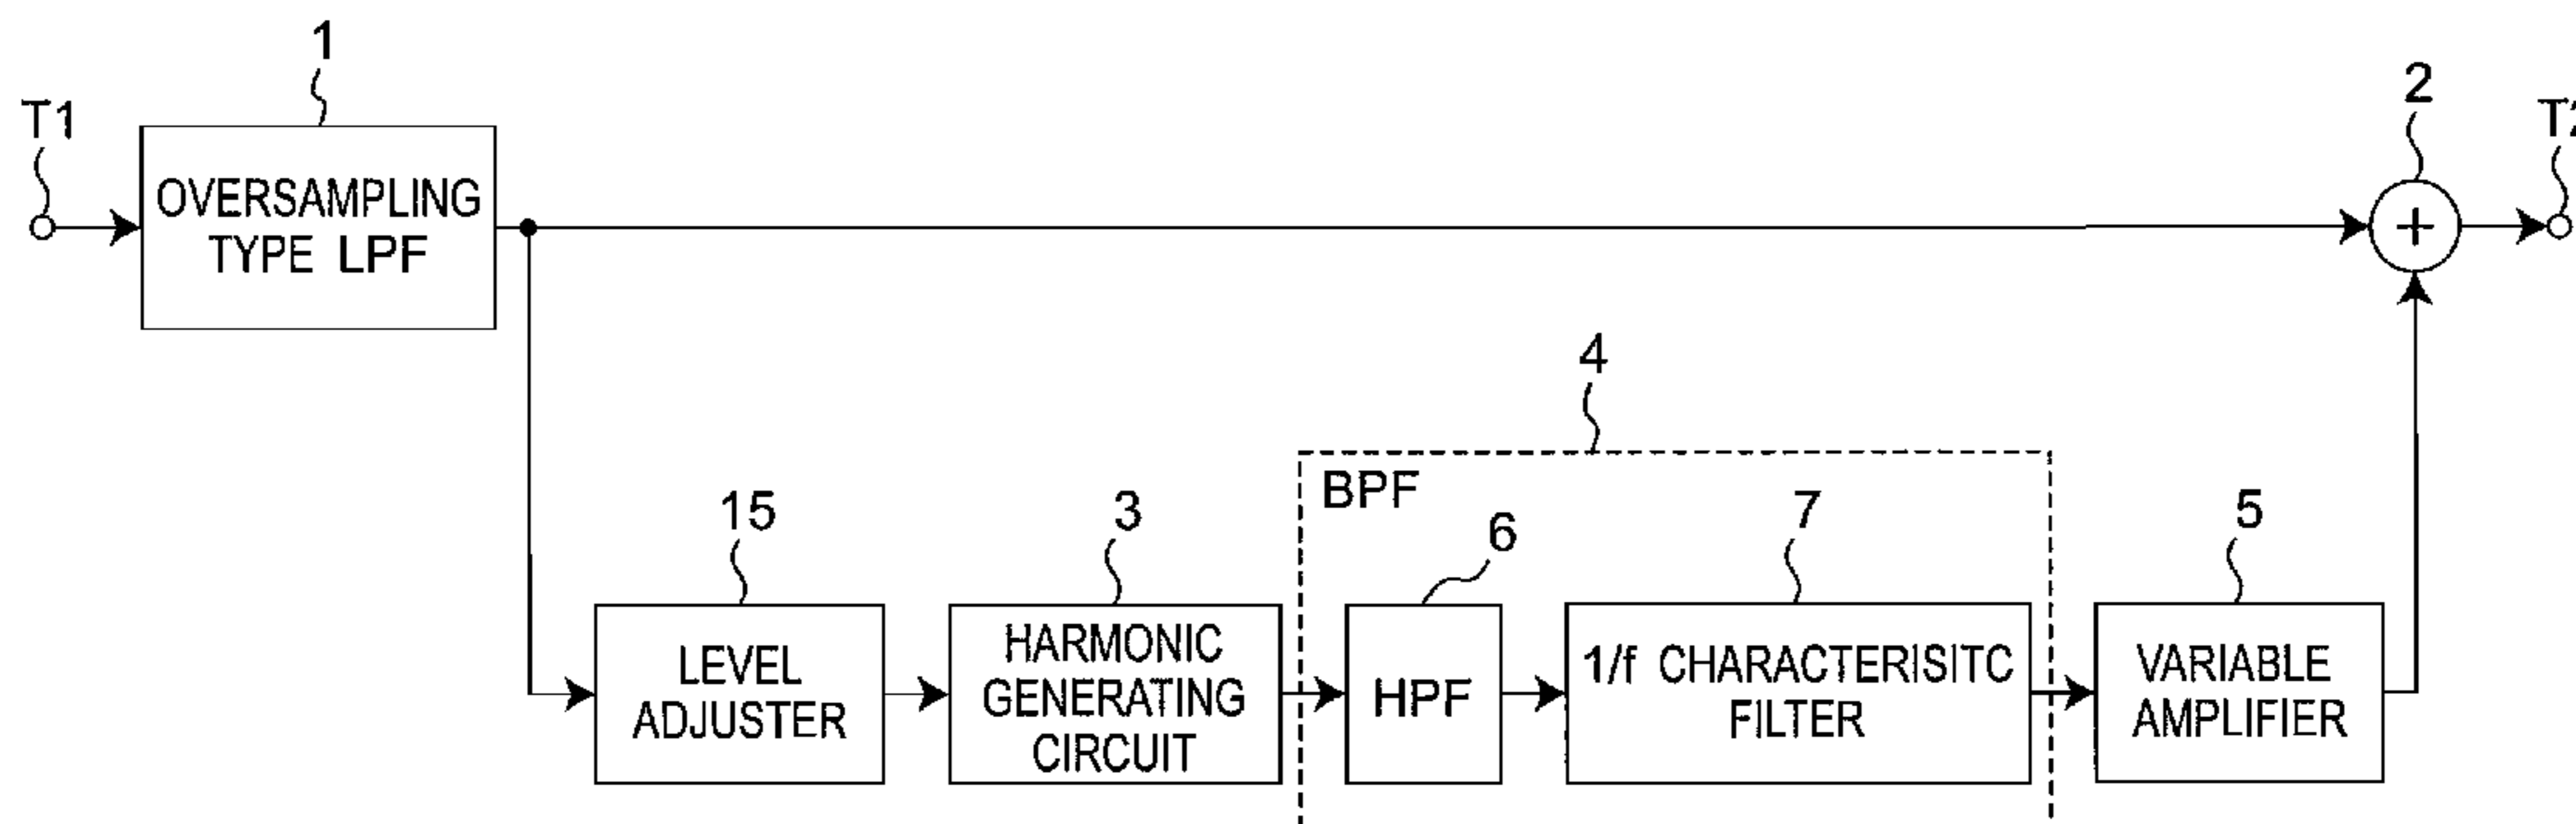 1
T1
OVERSAMPLING
TYPE LPF
2
T2
4
BPF
15
LEVEL
ADJUSTER
3
HARMONIC
GENERATING
CIRCUIT
6
HPF
7
1/f CHARACTERISITC
FILTER
5
VARIABLE
AMPLIFIER
+